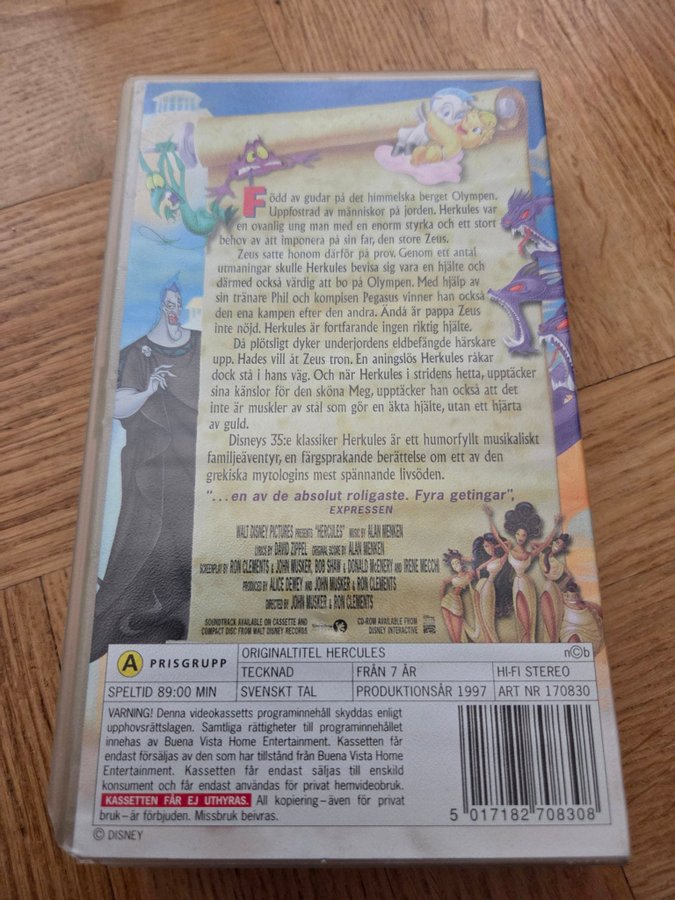 Född av gudar på det himmelska berget Olympen.
Uppfostrad av människor på jorden. Herkules var
en ovanlig ung man med en enorm styrka och ett stort
behov av att imponera på sin far, den store Zeus.
Zeus satte honom därför på prov. Genom ett antal
utmaningar skulle Herkules bevisa sig vara en hjälte och
därmed också värdig att bo på Olympen. Med hjälp av
sin tränare Phil och kompisen Pegasus vinner han också
den ena kampen efter den andra. Ändå är pappa Zeus
inte nöjd. Herkules är fortfarande ingen riktig hjälte.
Då plötsligt dyker underjordens eldbefängde härskare
upp. Hades vill åt Zeus tron. En aningslös Herkules råkar
dock stå i hans väg. Och när Herkules i stridens hetta, upptäcker
sina känslor för den sköna Meg, upptäcker han också att det
inte är muskler av stål som gör en äkta hjälte, utan ett hjärta
av guld.
Disneys 35:e klassiker Herkules är ett humorfyllt musikaliskt
familjeäventyr, en färgsprakande berättelse om ett av den
grekiska mytologins mest spännande livsöden.
"...en av de absolut roligaste. Fyra getingar",
EXPRESSEN
WALT DISNEY PICTURES PRESENTS "HERCULES" MUSIC BY ALAN MENKEN
LYRICS BY DAVID ZIPPEL ORIGINAL SCORE BY ALAN MENKEN
SCREENPLAY BY RON CLEMENTS & JOHN MUSKER, BOB SHAW & DONALD McENERY AND IRENE MECCHI
PRODUCED BY ALICE DEWEY AND JOHN MUSKER & RON CLEMENTS
DIRECTED BY JOHN MUSKER & RON CLEMENTS
SOUNDTRACK AVAILABLE ON CASSETTE AND
COMPACT DISC FROM WALT DISNEY RECORDS
CD-ROM AVAILABLE FROM
DISNEY INTERACTIVE
A PRISGRUPP
ORIGINALTITEL HERCULES
n©b
TECKNAD
FRÅN 7 ÅR
HI-FI STEREO
SPELTID 89:00 MIN
SVENSKT TAL
PRODUKTIONSÅR 1997
ART NR 170830
VARNING! Denna videokassetts programinnehåll skyddas enligt
upphovsrättslagen. Samtliga rättigheter till programinnehållet
innehas av Buena Vista Home Entertainment. Kassetten får
endast försäljas av den som har tillstånd från Buena Vista Home
Entertainment. Kassetten får endast säljas till enskild
konsument och får endast användas för privat hemvideobruk.
KASSETTEN FÅR EJ UTHYRAS. All kopiering – även för privat
bruk – är förbjuden. Missbruk beivras.
© DISNEY
5 017182 708308